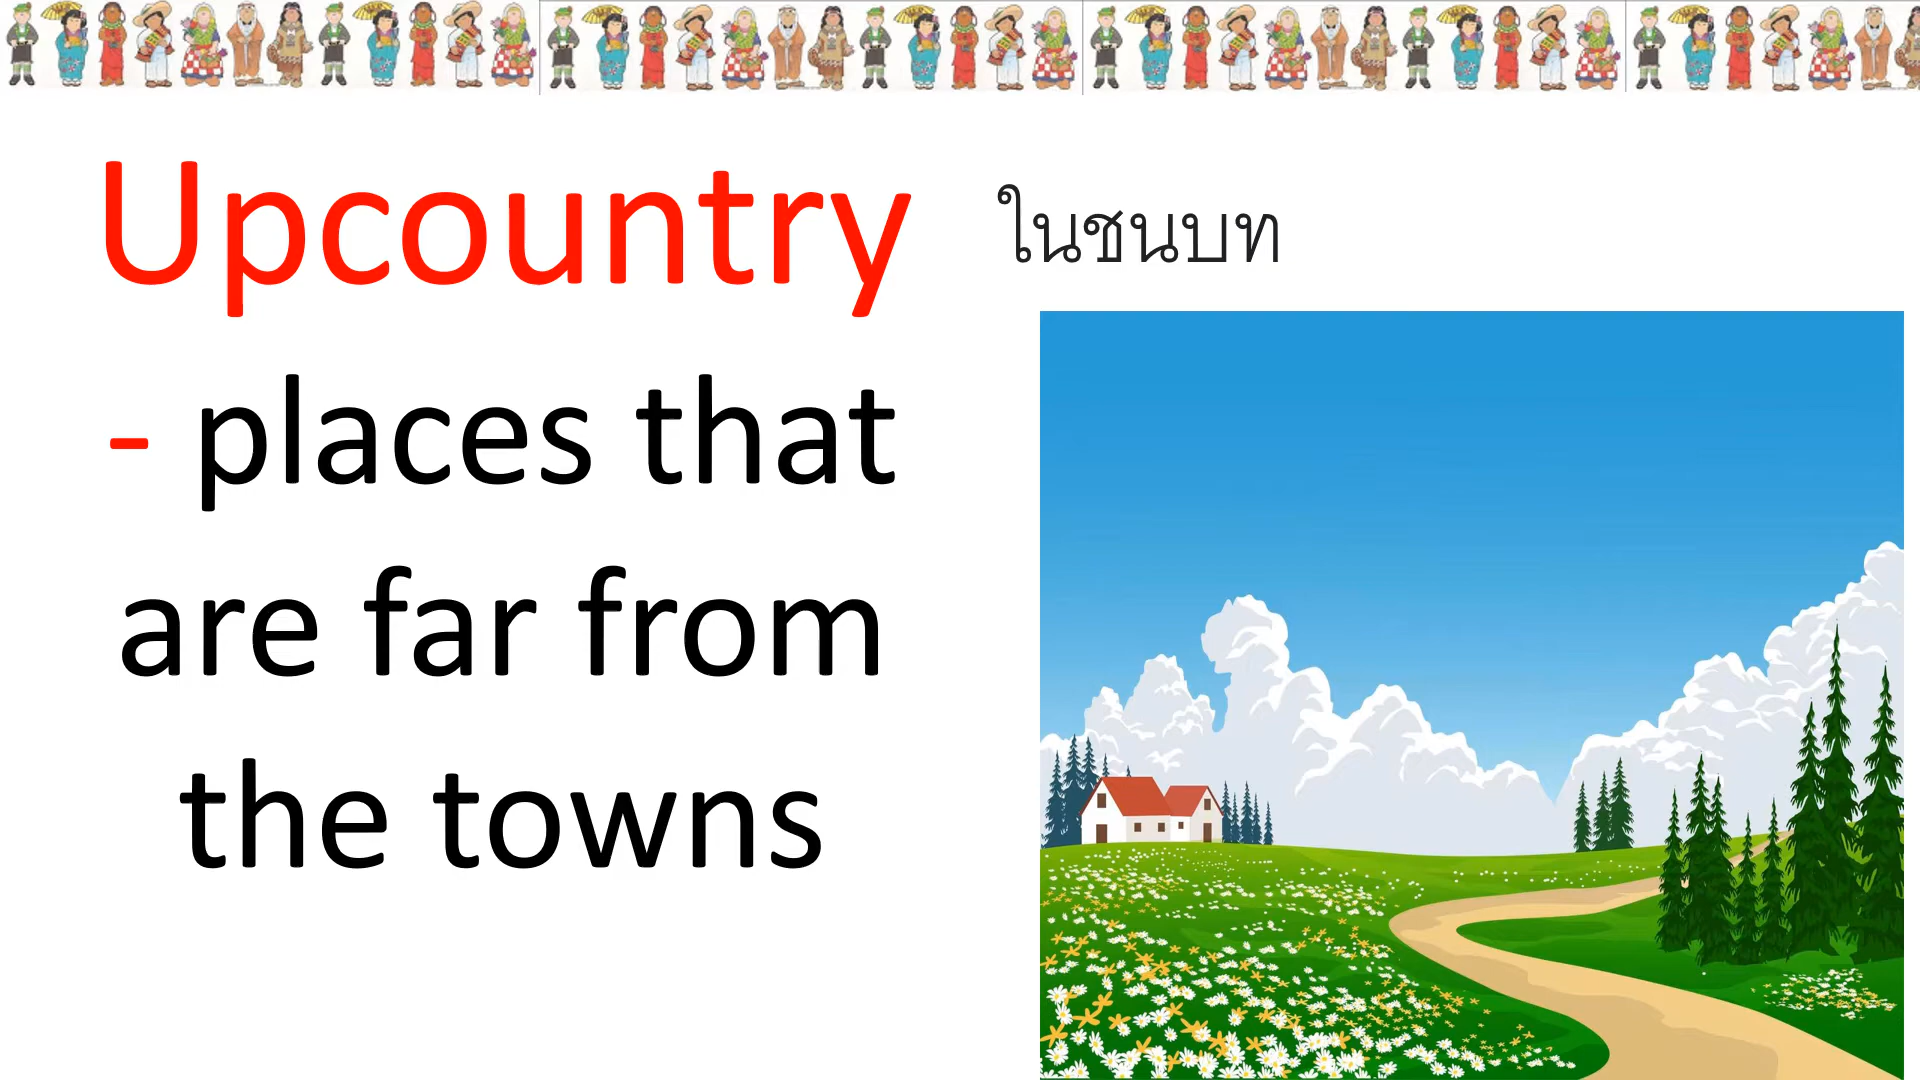 Upcountry
ในชนบท
- places that
are far from
the towns